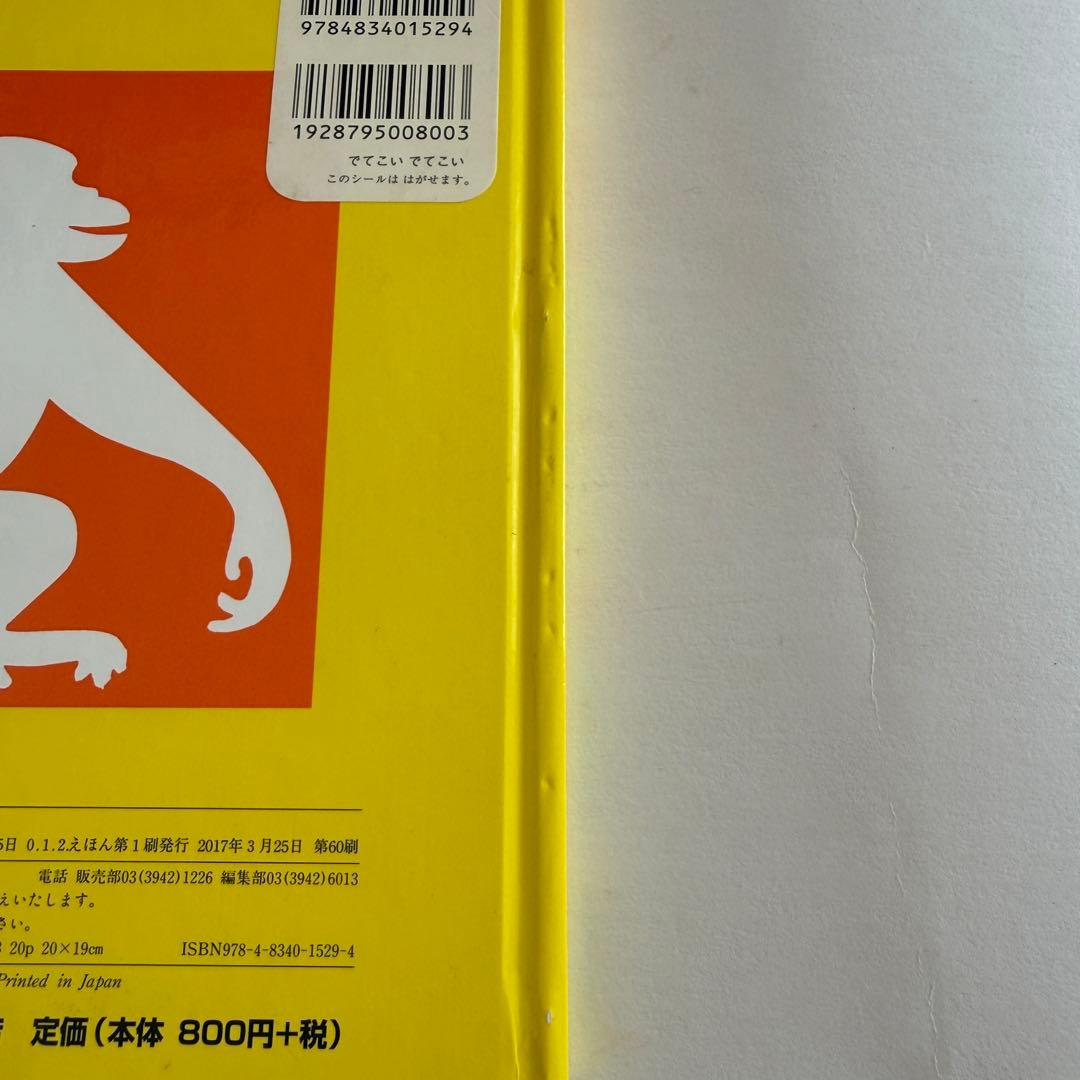 9784834015294
1928795008003
でてこい でてこい
このシールは はがせます。
5日 0.1.2.えほん第1刷発行 2017年3月25日 第60刷
電話 販売部03(3942)1226 編集部03(3942)6013
えいたします。
さい。
20p 20×19㎝ ISBN978-4-8340-1529-4
Printed in Japan
定価(本体 800円+税)